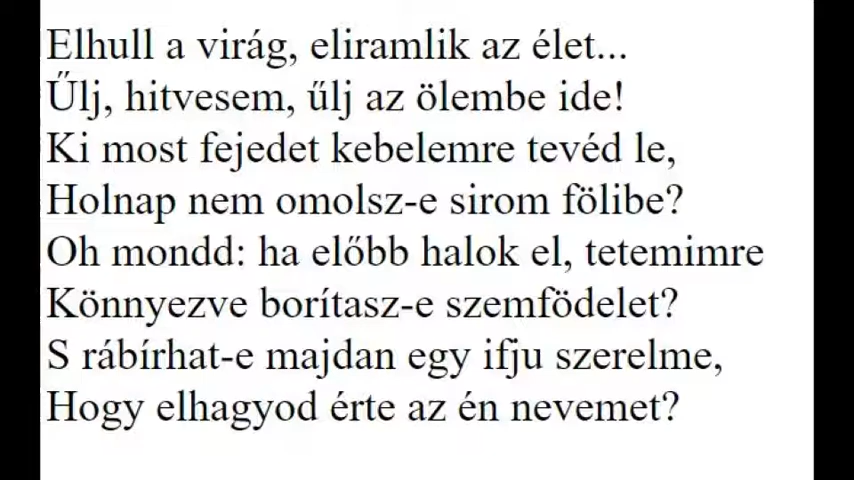 Elhull a virág, eliramlik az élet...
Űlj, hitvesem, űlj az ölembe ide!
Ki most fejedet kebelemre tevéd le,
Holnap nem omolsz-e sirom fölibe?
Oh mondd: ha előbb halok el, tetemimre
Könnyezve borítasz-e szemfödelet?
S rábírhat-e majdan egy ifju szerelme,
Hogy elhagyod érte az én nevemet?